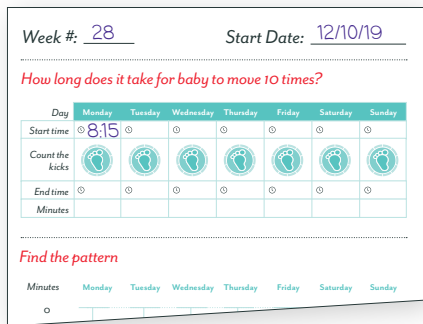 Week #: 28 Start Date: 12/10/19
How long does it take for baby to move 10 times?
Day Monday Tuesday Wednesday Thursday Friday Saturday Sunday
Start time 8:15
Count the
kicks
End time
Minutes
Find the pattern
Minutes Monday Tuesday Wednesday Thursday Friday Saturday Sunday
0